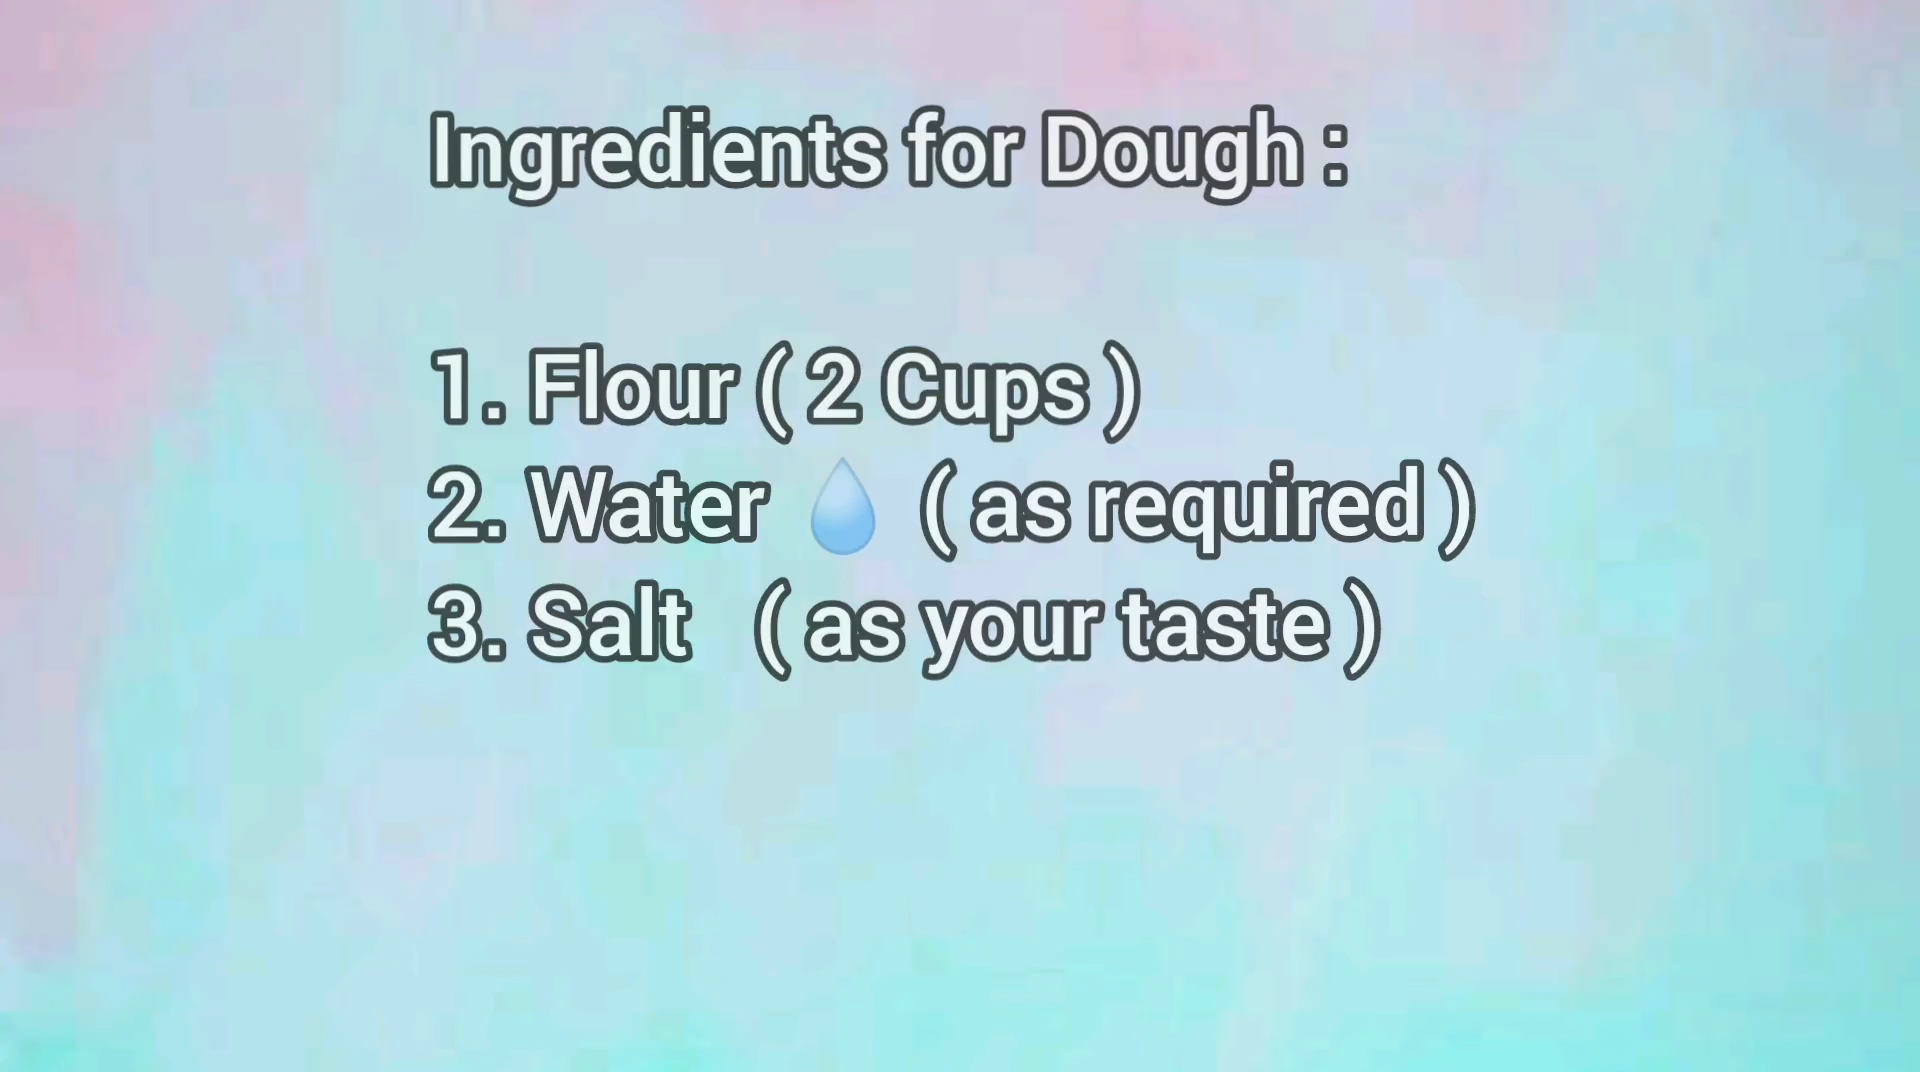 Ingredients for Dough :
1. Flour ( 2 Cups )
2. Water 💧 ( as required )
3. Salt ( as your taste )